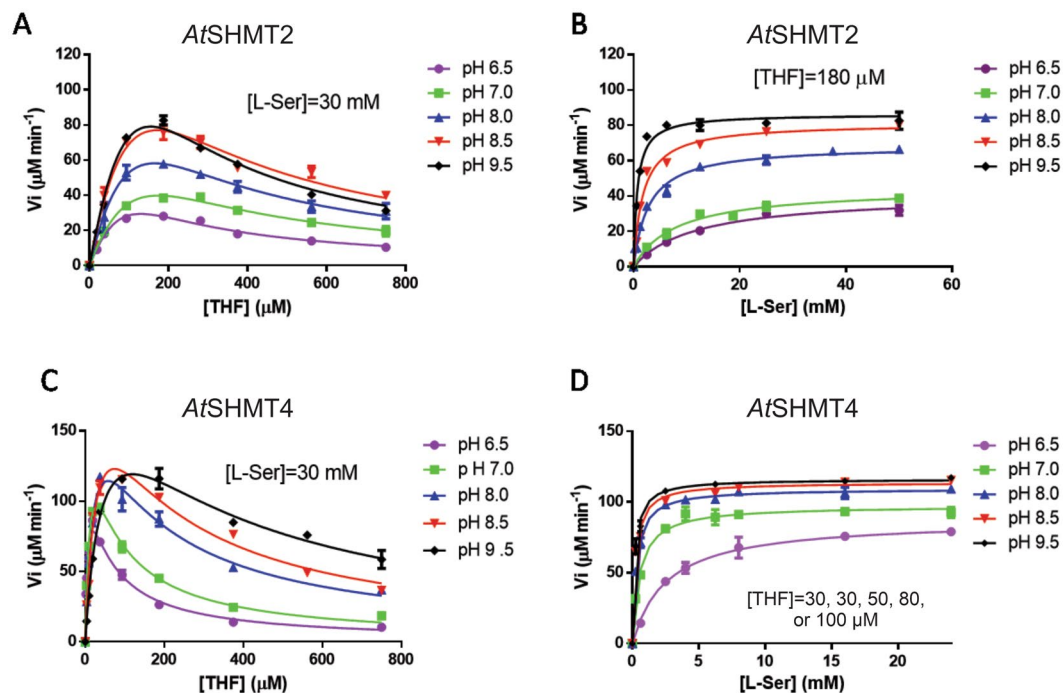 A
AtSHMT2
120
100
80
60
40
20
0
Vi (µM min⁻¹)
[L-Ser]=30 mM
pH 6.5
pH 7.0
pH 8.0
pH 8.5
pH 9.5
0 200 400 600 800
[THF] (µM)
B
AtSHMT2
120
100
80
60
40
20
0
Vi (µM min⁻¹)
[THF]=180 µM
pH 6.5
pH 7.0
pH 8.0
pH 8.5
pH 9.5
0 20 40 60
[L-Ser] (mM)
C
AtSHMT4
150
100
50
0
Vi (µM min⁻¹)
[L-Ser]=30 mM
pH 6.5
p H 7.0
pH 8.0
pH 8.5
pH 9 .5
0 200 400 600 800
[THF] (µM)
D
AtSHMT4
150
100
50
0
Vi (µM min⁻¹)
pH 6.5
pH 7.0
pH 8.0
pH 8.5
pH 9.5
[THF]=30, 30, 50, 80,
or 100 µM
0 5 10 15 20
[L-Ser] (mM)